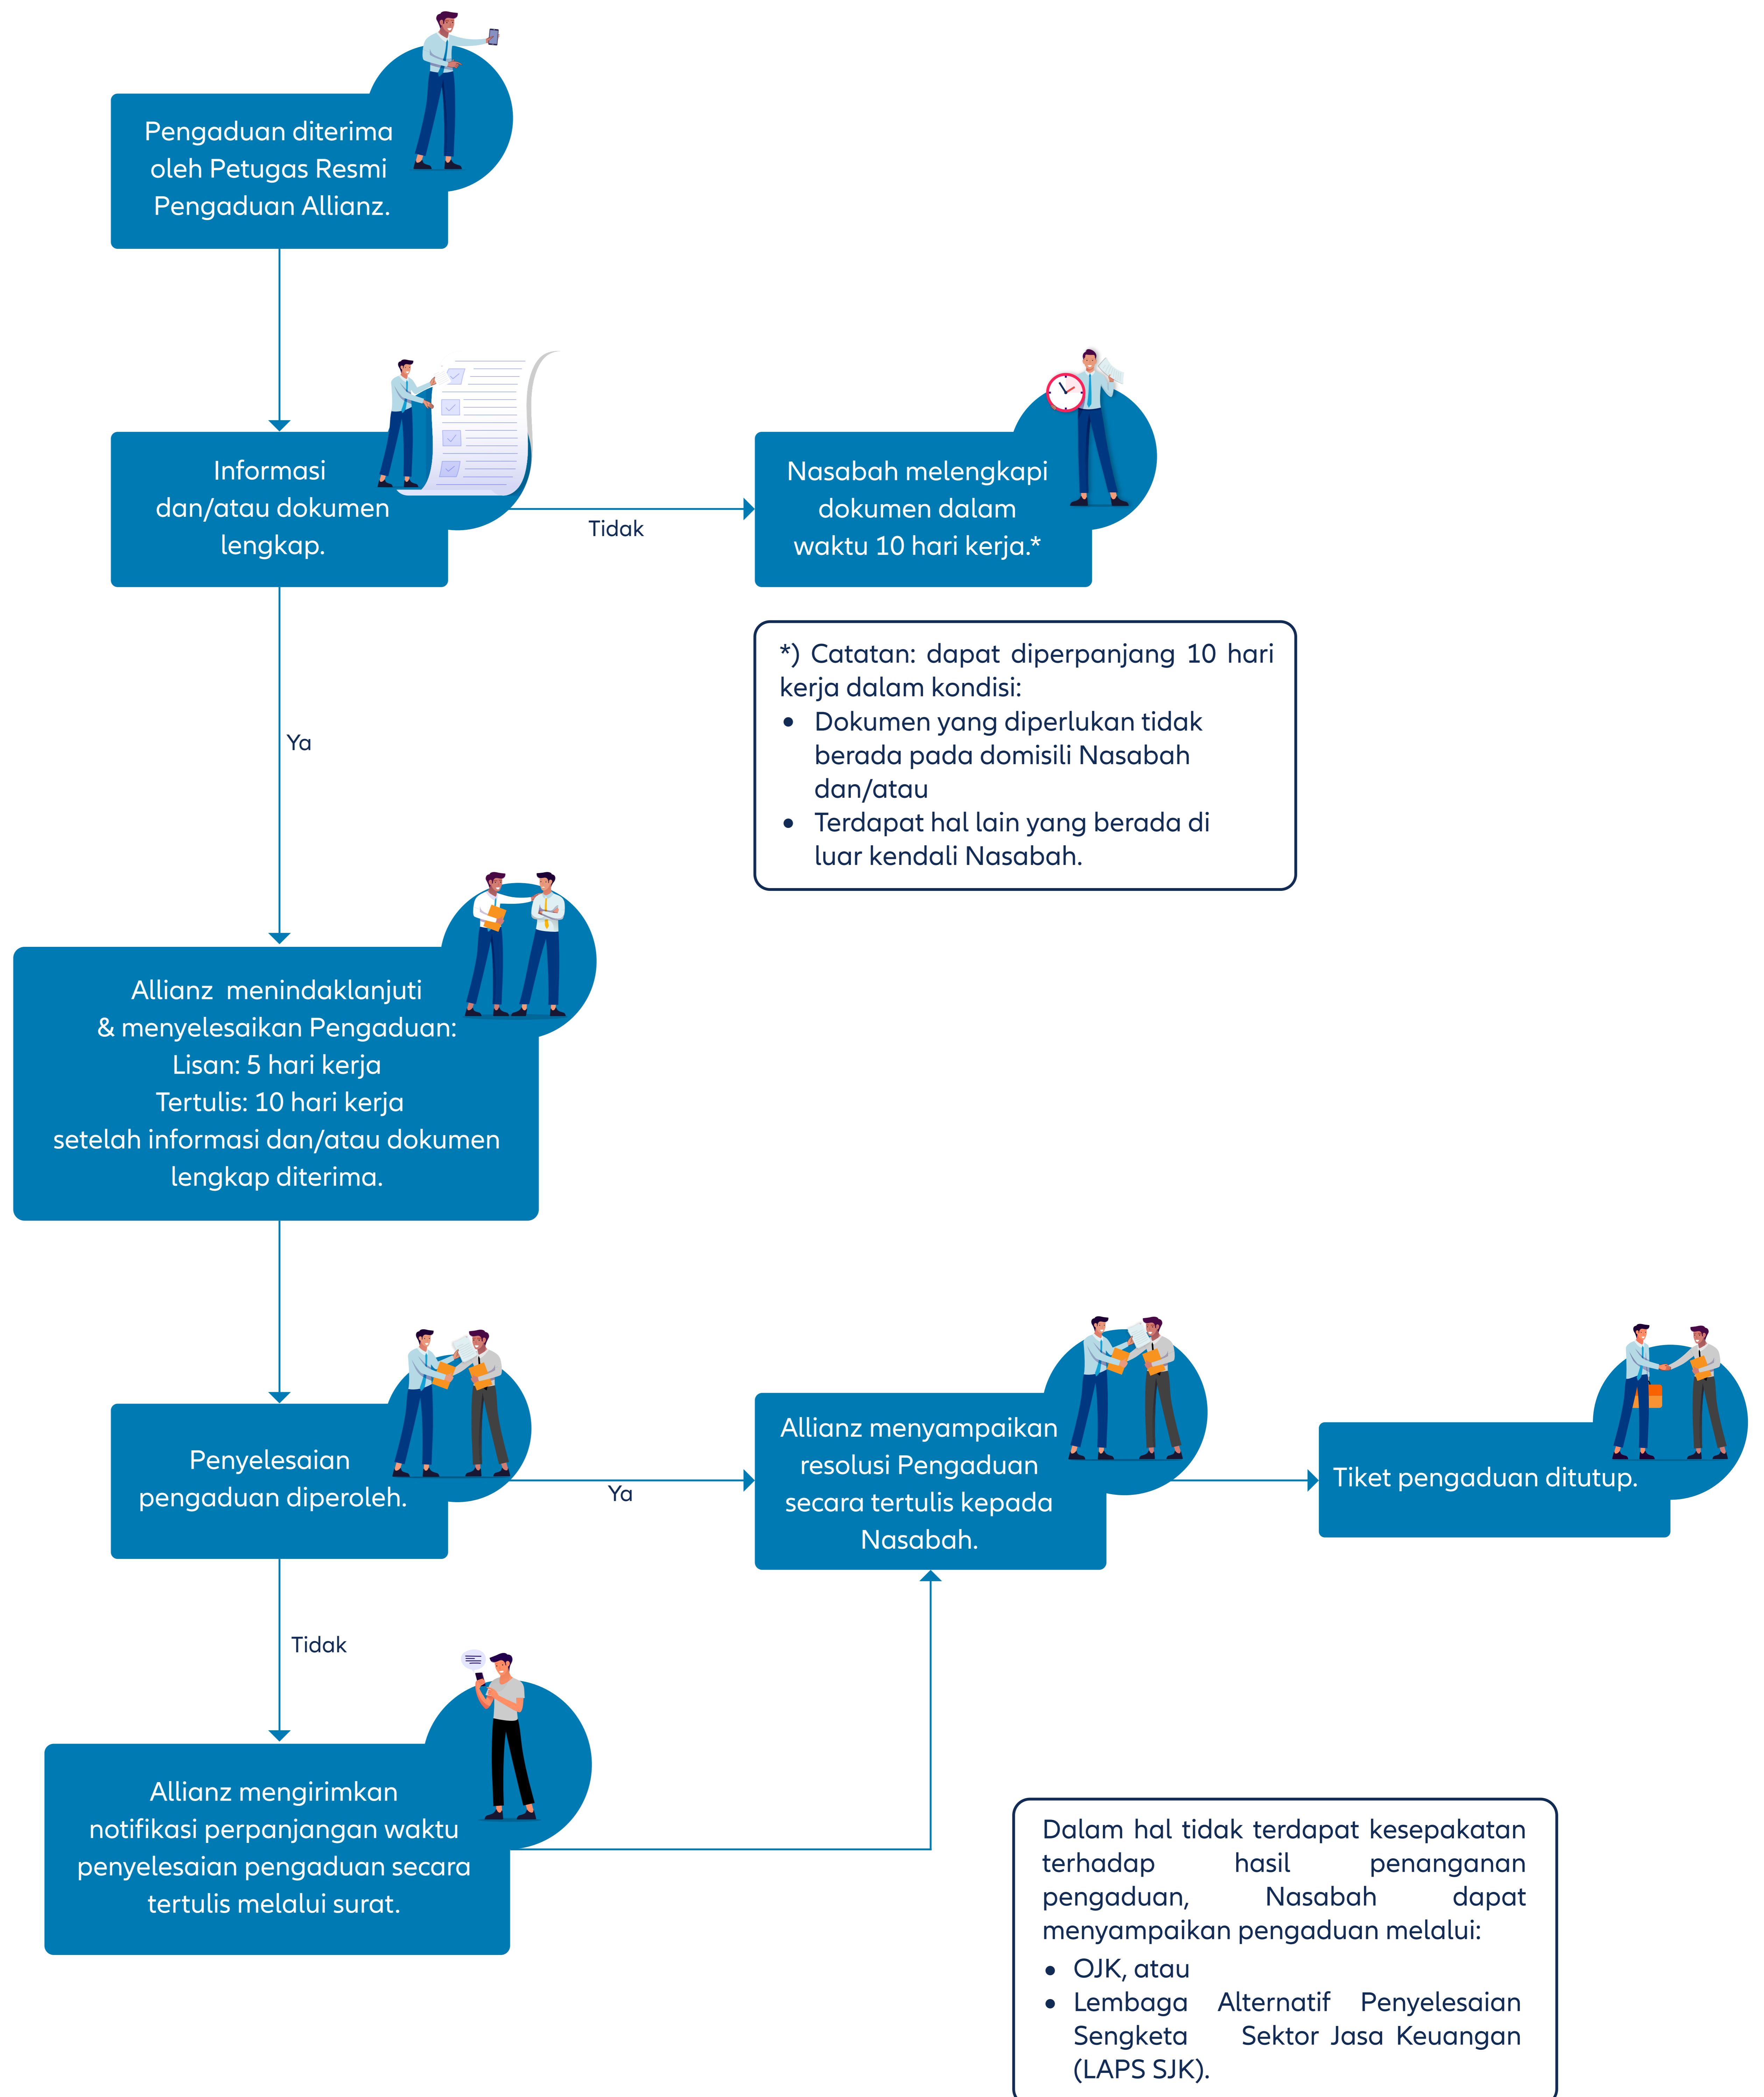 Pengaduan diterima
oleh Petugas Resmi
Pengaduan Allianz.
Informasi
dan/atau dokumen
lengkap.
Tidak
Nasabah melengkapi
dokumen dalam
waktu 10 hari kerja.*
*) Catatan: dapat diperpanjang 10 hari
kerja dalam kondisi:
• Dokumen yang diperlukan tidak
berada pada domisili Nasabah
dan/atau
• Terdapat hal lain yang berada di
luar kendali Nasabah.
Ya
Allianz menindaklanjuti
& menyelesaikan Pengaduan:
Lisan: 5 hari kerja
Tertulis: 10 hari kerja
setelah informasi dan/atau dokumen
lengkap diterima.
Penyelesaian
pengaduan diperoleh.
Ya
Allianz menyampaikan
resolusi Pengaduan
secara tertulis kepada
Nasabah.
Tiket pengaduan ditutup.
Tidak
Allianz mengirimkan
notifikasi perpanjangan waktu
penyelesaian pengaduan secara
tertulis melalui surat.
Dalam hal tidak terdapat kesepakatan
terhadap hasil penanganan
pengaduan, Nasabah dapat
menyampaikan pengaduan melalui:
• OJK, atau
• Lembaga Alternatif Penyelesaian
Sengketa Sektor Jasa Keuangan
(LAPS SJK).